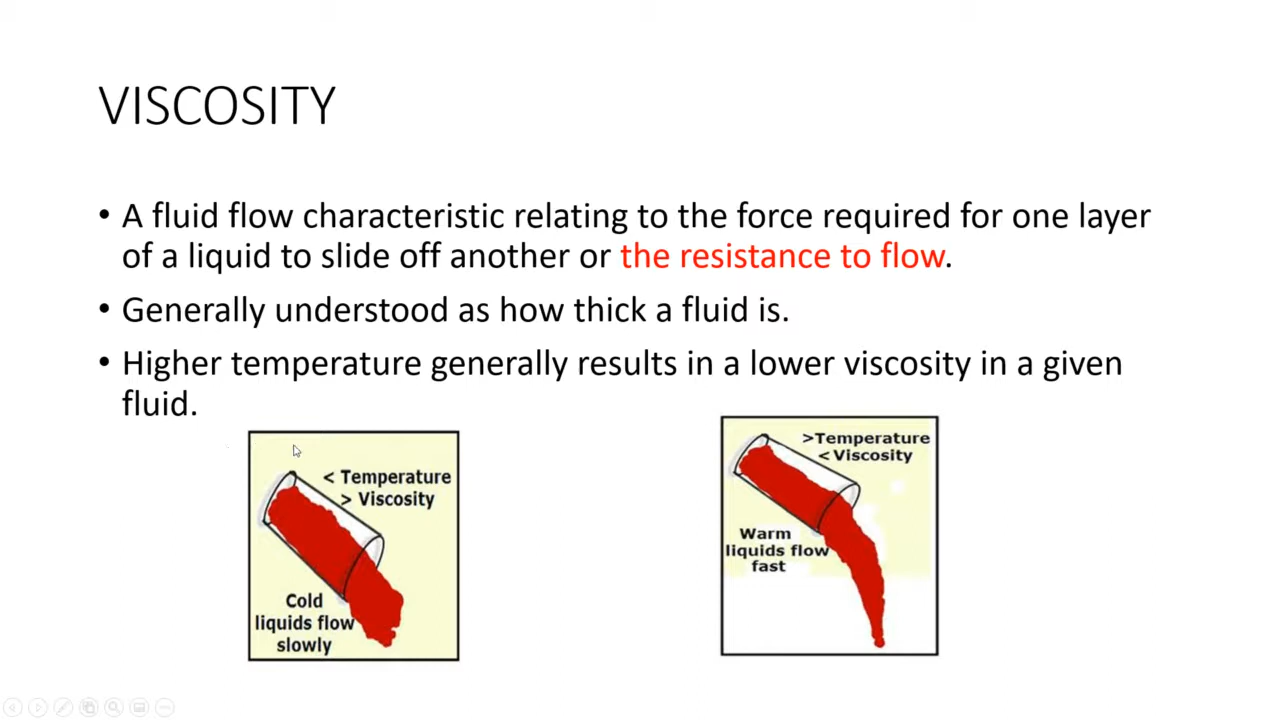 VISCOSITY
• A fluid flow characteristic relating to the force required for one layer
of a liquid to slide off another or the resistance to flow.
• Generally understood as how thick a fluid is.
• Higher temperature generally results in a lower viscosity in a given
fluid.
< Temperature
> Viscosity
Cold
liquids flow
slowly
>Temperature
<Viscosity
Warm
liquids flow
fast